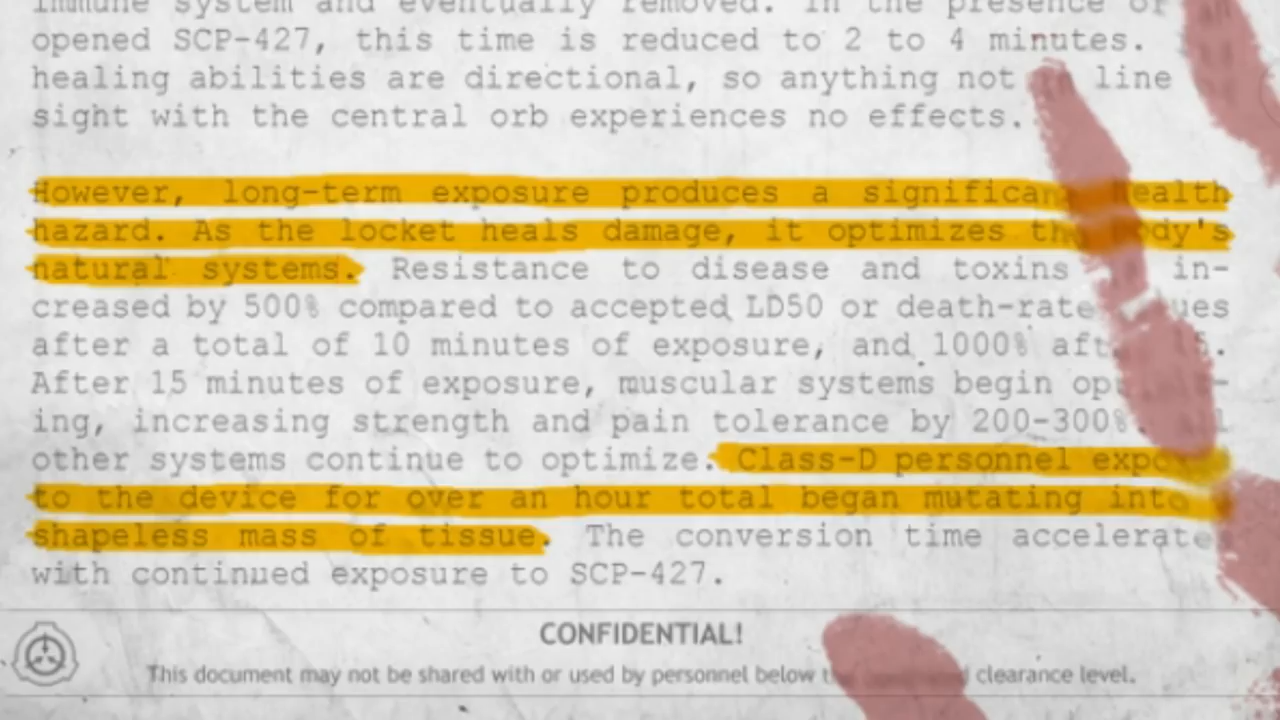 immune system and eventually removed. In the presence of an
opened SCP-427, this time is reduced to 2 to 4 minutes.
healing abilities are directional, so anything not line
sight with the central orb experiences no effects.
However, long-term exposure produces a significant health
hazard. As the locket heals damage, it optimizes the body's
natural systems. Resistance to disease and toxins in-
creased by 500% compared to accepted LD50 or death-rate
after a total of 10 minutes of exposure, and 1000% after 15.
After 15 minutes of exposure, muscular systems begin
ing, increasing strength and pain tolerance by 200-300%. All
other systems continue to optimize. Class-D personnel
to the device for over an hour total began mutating into
shapeless mass of tissue. The conversion time accelerates
with continued exposure to SCP-427.
CONFIDENTIAL!
This document may not be shared with or used by personnel below clearance level.